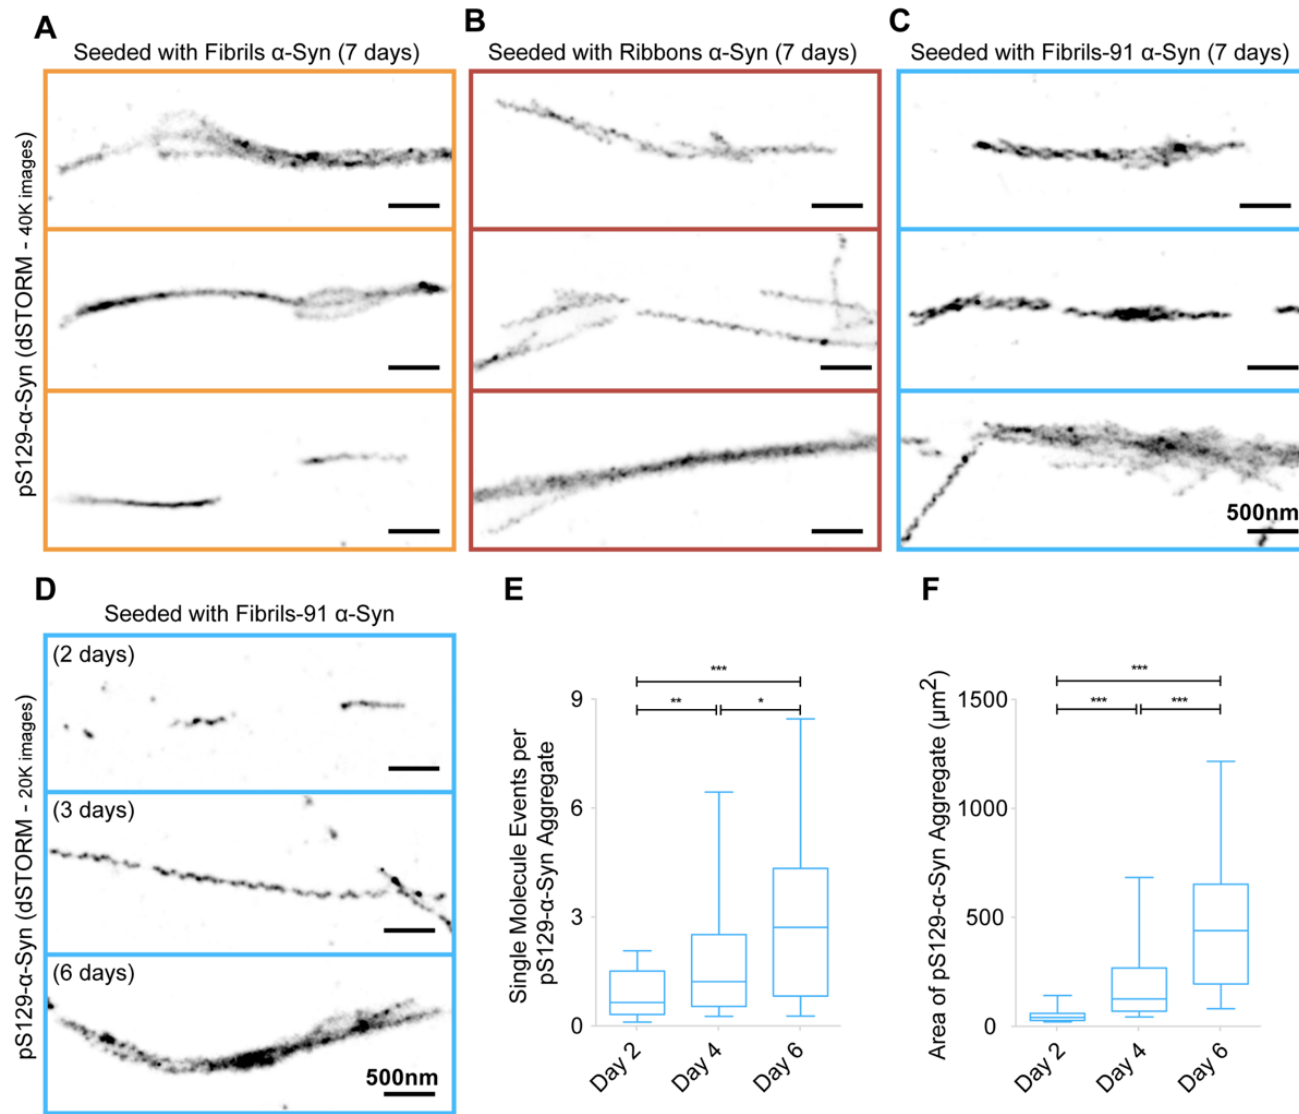 A
Seeded with Fibrils α-Syn (7 days)
B
Seeded with Ribbons α-Syn (7 days)
C
Seeded with Fibrils-91 α-Syn (7 days)
pS129-α-Syn (dSTORM - 40K images)
500nm
D
Seeded with Fibrils-91 α-Syn
pS129-α-Syn (dSTORM - 20K images)
(2 days)
(3 days)
(6 days)
500nm
E
Single Molecule Events per
pS129-α-Syn Aggregate
9
6
3
0
***
**
*
Day 2
Day 4
Day 6
F
Area of pS129-α-Syn Aggregate (µm²)
1500
1000
500
0
***
***
***
Day 2
Day 4
Day 6